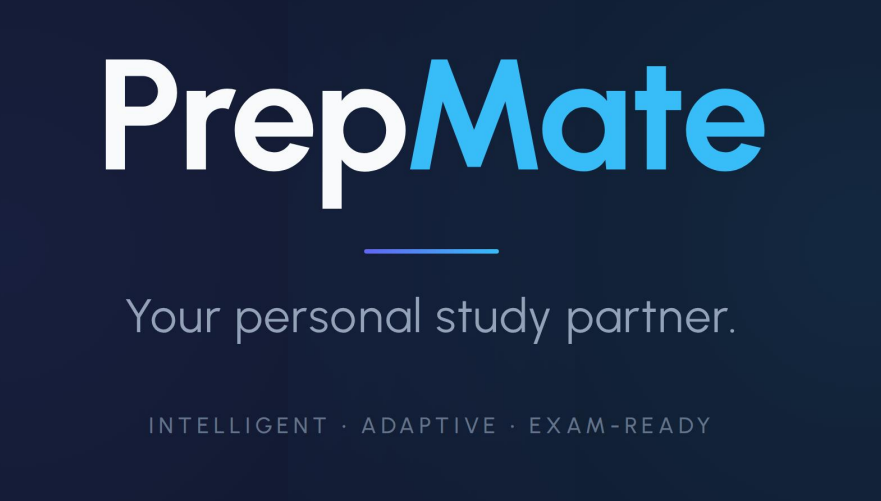 PrepMate
Your personal study partner.
INTELLIGENT · ADAPTIVE · EXAM-READY